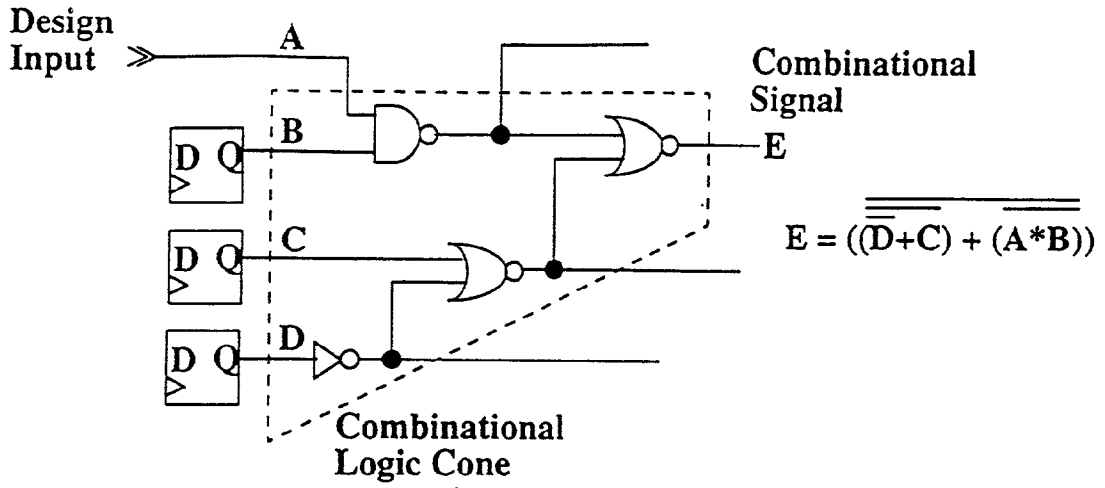 Design
Input
A
Combinational
Signal
B
D Q
E
E = ((D̿+C̅) + (A̅*̅B̅))
C
D Q
D
D Q
Combinational
Logic Cone